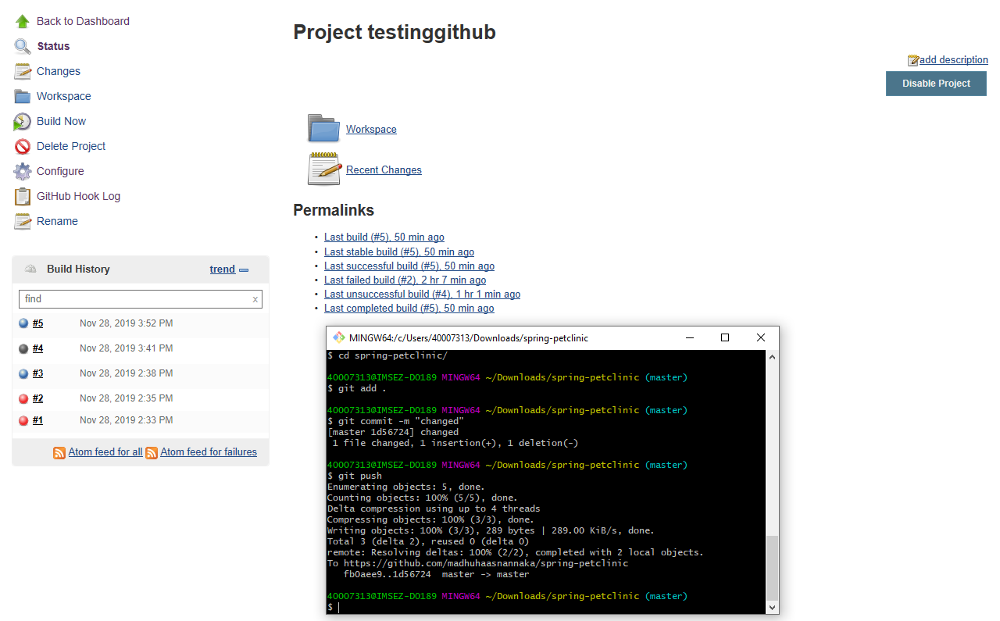 Back to Dashboard
Status
Changes
Workspace
Build Now
Delete Project
Configure
GitHub Hook Log
Rename
Build History trend
find x
#5 Nov 28, 2019 3:52 PM
#4 Nov 28, 2019 3:41 PM
#3 Nov 28, 2019 2:38 PM
#2 Nov 28, 2019 2:35 PM
#1 Nov 28, 2019 2:33 PM
Atom feed for all Atom feed for failures
Project testinggithub
add description
Disable Project
Workspace
Recent Changes
Permalinks
• Last build (#5), 50 min ago
• Last stable build (#5), 50 min ago
• Last successful build (#5), 50 min ago
• Last failed build (#2), 2 hr 7 min ago
• Last unsuccessful build (#4), 1 hr 1 min ago
• Last completed build (#5), 50 min ago
MINGW64:/c/Users/40007313/Downloads/spring-petclinic
$ cd spring-petclinic/
40007313@IMSEZ-DO189 MINGW64 ~/Downloads/spring-petclinic (master)
$ git add .
40007313@IMSEZ-DO189 MINGW64 ~/Downloads/spring-petclinic (master)
$ git commit -m "changed"
[master 1d56724] changed
1 file changed, 1 insertion(+), 1 deletion(-)
40007313@IMSEZ-DO189 MINGW64 ~/Downloads/spring-petclinic (master)
$ git push
Enumerating objects: 5, done.
Counting objects: 100% (5/5), done.
Delta compression using up to 4 threads
Compressing objects: 100% (3/3), done.
Writing objects: 100% (3/3), 289 bytes | 289.00 KiB/s, done.
Total 3 (delta 2), reused 0 (delta 0)
remote: Resolving deltas: 100% (2/2), completed with 2 local objects.
To https://github.com/madhuhaasnannaka/spring-petclinic
fb0aee9..1d56724 master -> master
40007313@IMSEZ-DO189 MINGW64 ~/Downloads/spring-petclinic (master)
$